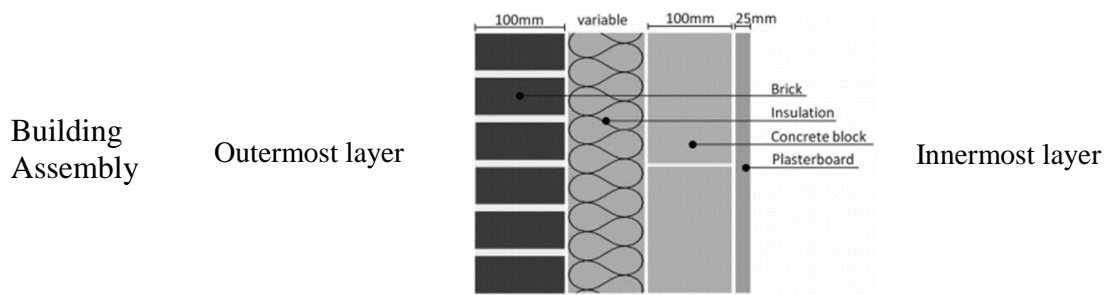 100mm variable 100mm 25mm
Brick
Insulation
Concrete block
Plasterboard
Building
Assembly
Outermost layer
Innermost layer